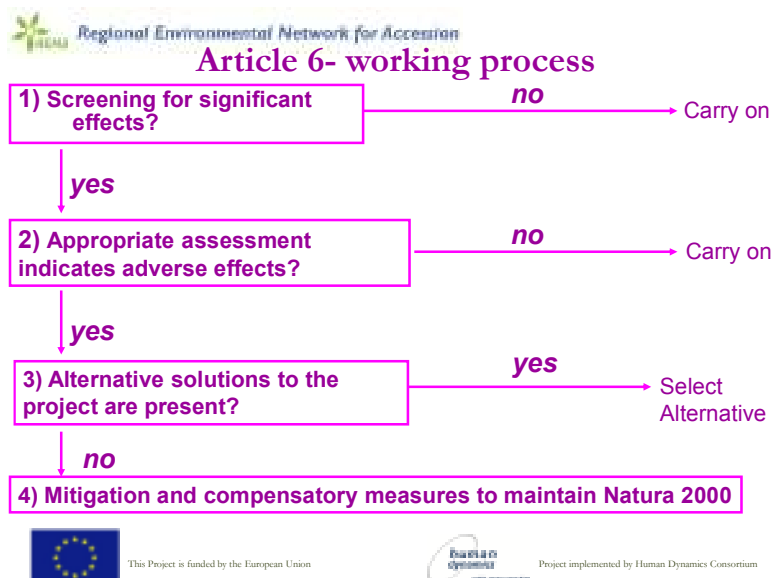 Regional Environmental Network for Accession
Article 6- working process
1) Screening for significant
effects?
no
Carry on
yes
2) Appropriate assessment
indicates adverse effects?
no
Carry on
yes
3) Alternative solutions to the
project are present?
yes
Select
Alternative
no
4) Mitigation and compensatory measures to maintain Natura 2000
This Project is funded by the European Union
human
dynamics
Project implemented by Human Dynamics Consortium